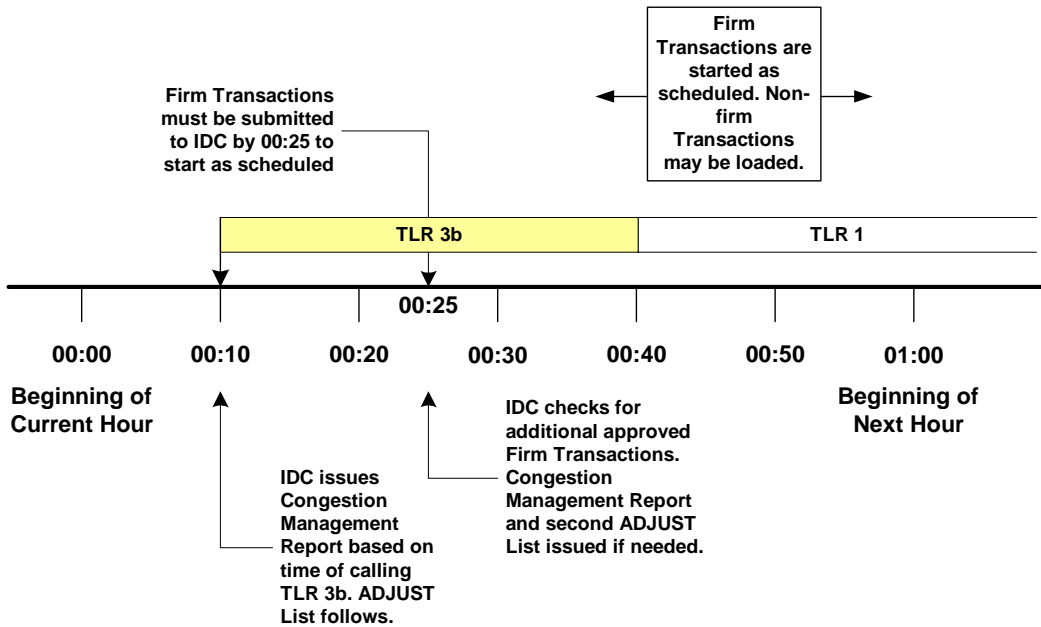 Firm
Transactions are
started as
scheduled. Non-
firm
Transactions
may be loaded.
Firm Transactions
must be submitted
to IDC by 00:25 to
start as scheduled
TLR 3b
TLR 1
00:25
00:00
00:10
00:20
00:30
00:40
00:50
01:00
Beginning of
Current Hour
Beginning of
Next Hour
IDC issues
Congestion
Management
Report based on
time of calling
TLR 3b. ADJUST
List follows.
IDC checks for
additional approved
Firm Transactions.
Congestion
Management Report
and second ADJUST
List issued if needed.